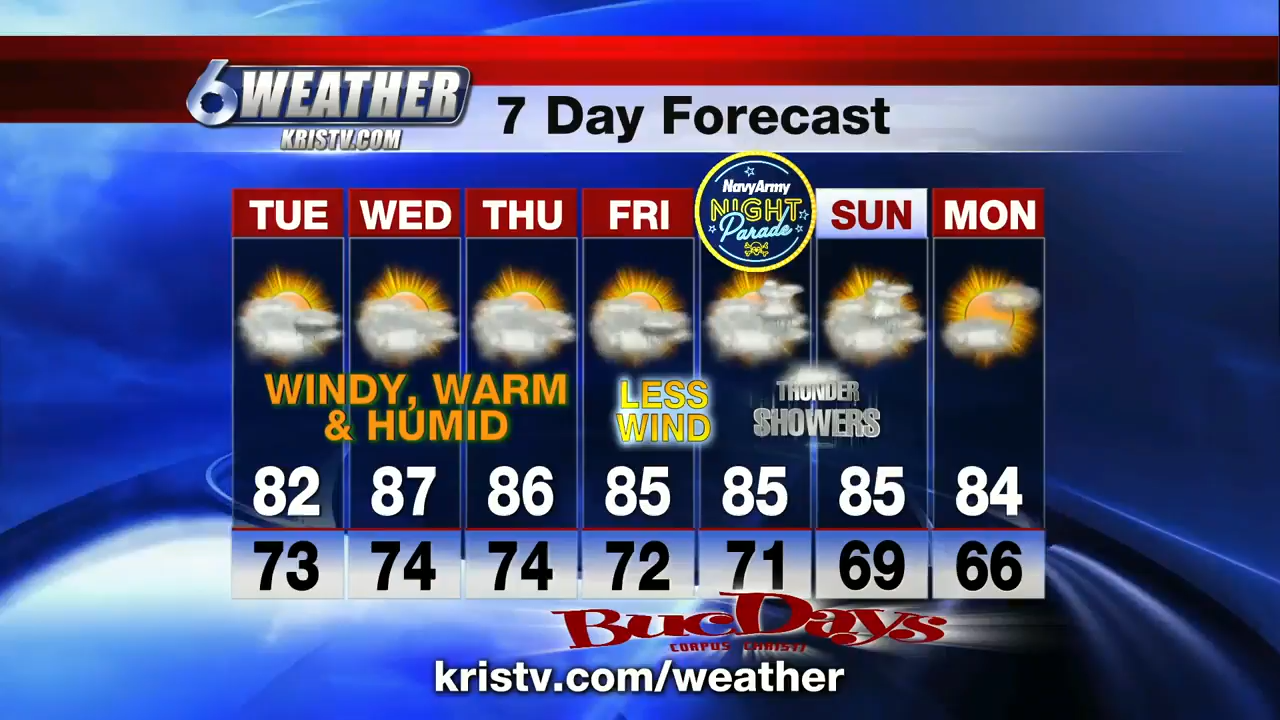 6 WEATHER
KRISTV.COM
7 Day Forecast
TUE WED THU FRI SUN MON
NavyArmy
NIGHT
Parade
WINDY, WARM
& HUMID
LESS
WIND
THUNDER
SHOWERS
82 87 86 85 85 85 84
73 74 74 72 71 69 66
BucDays
CORPUS CHRISTI
kristv.com/weather